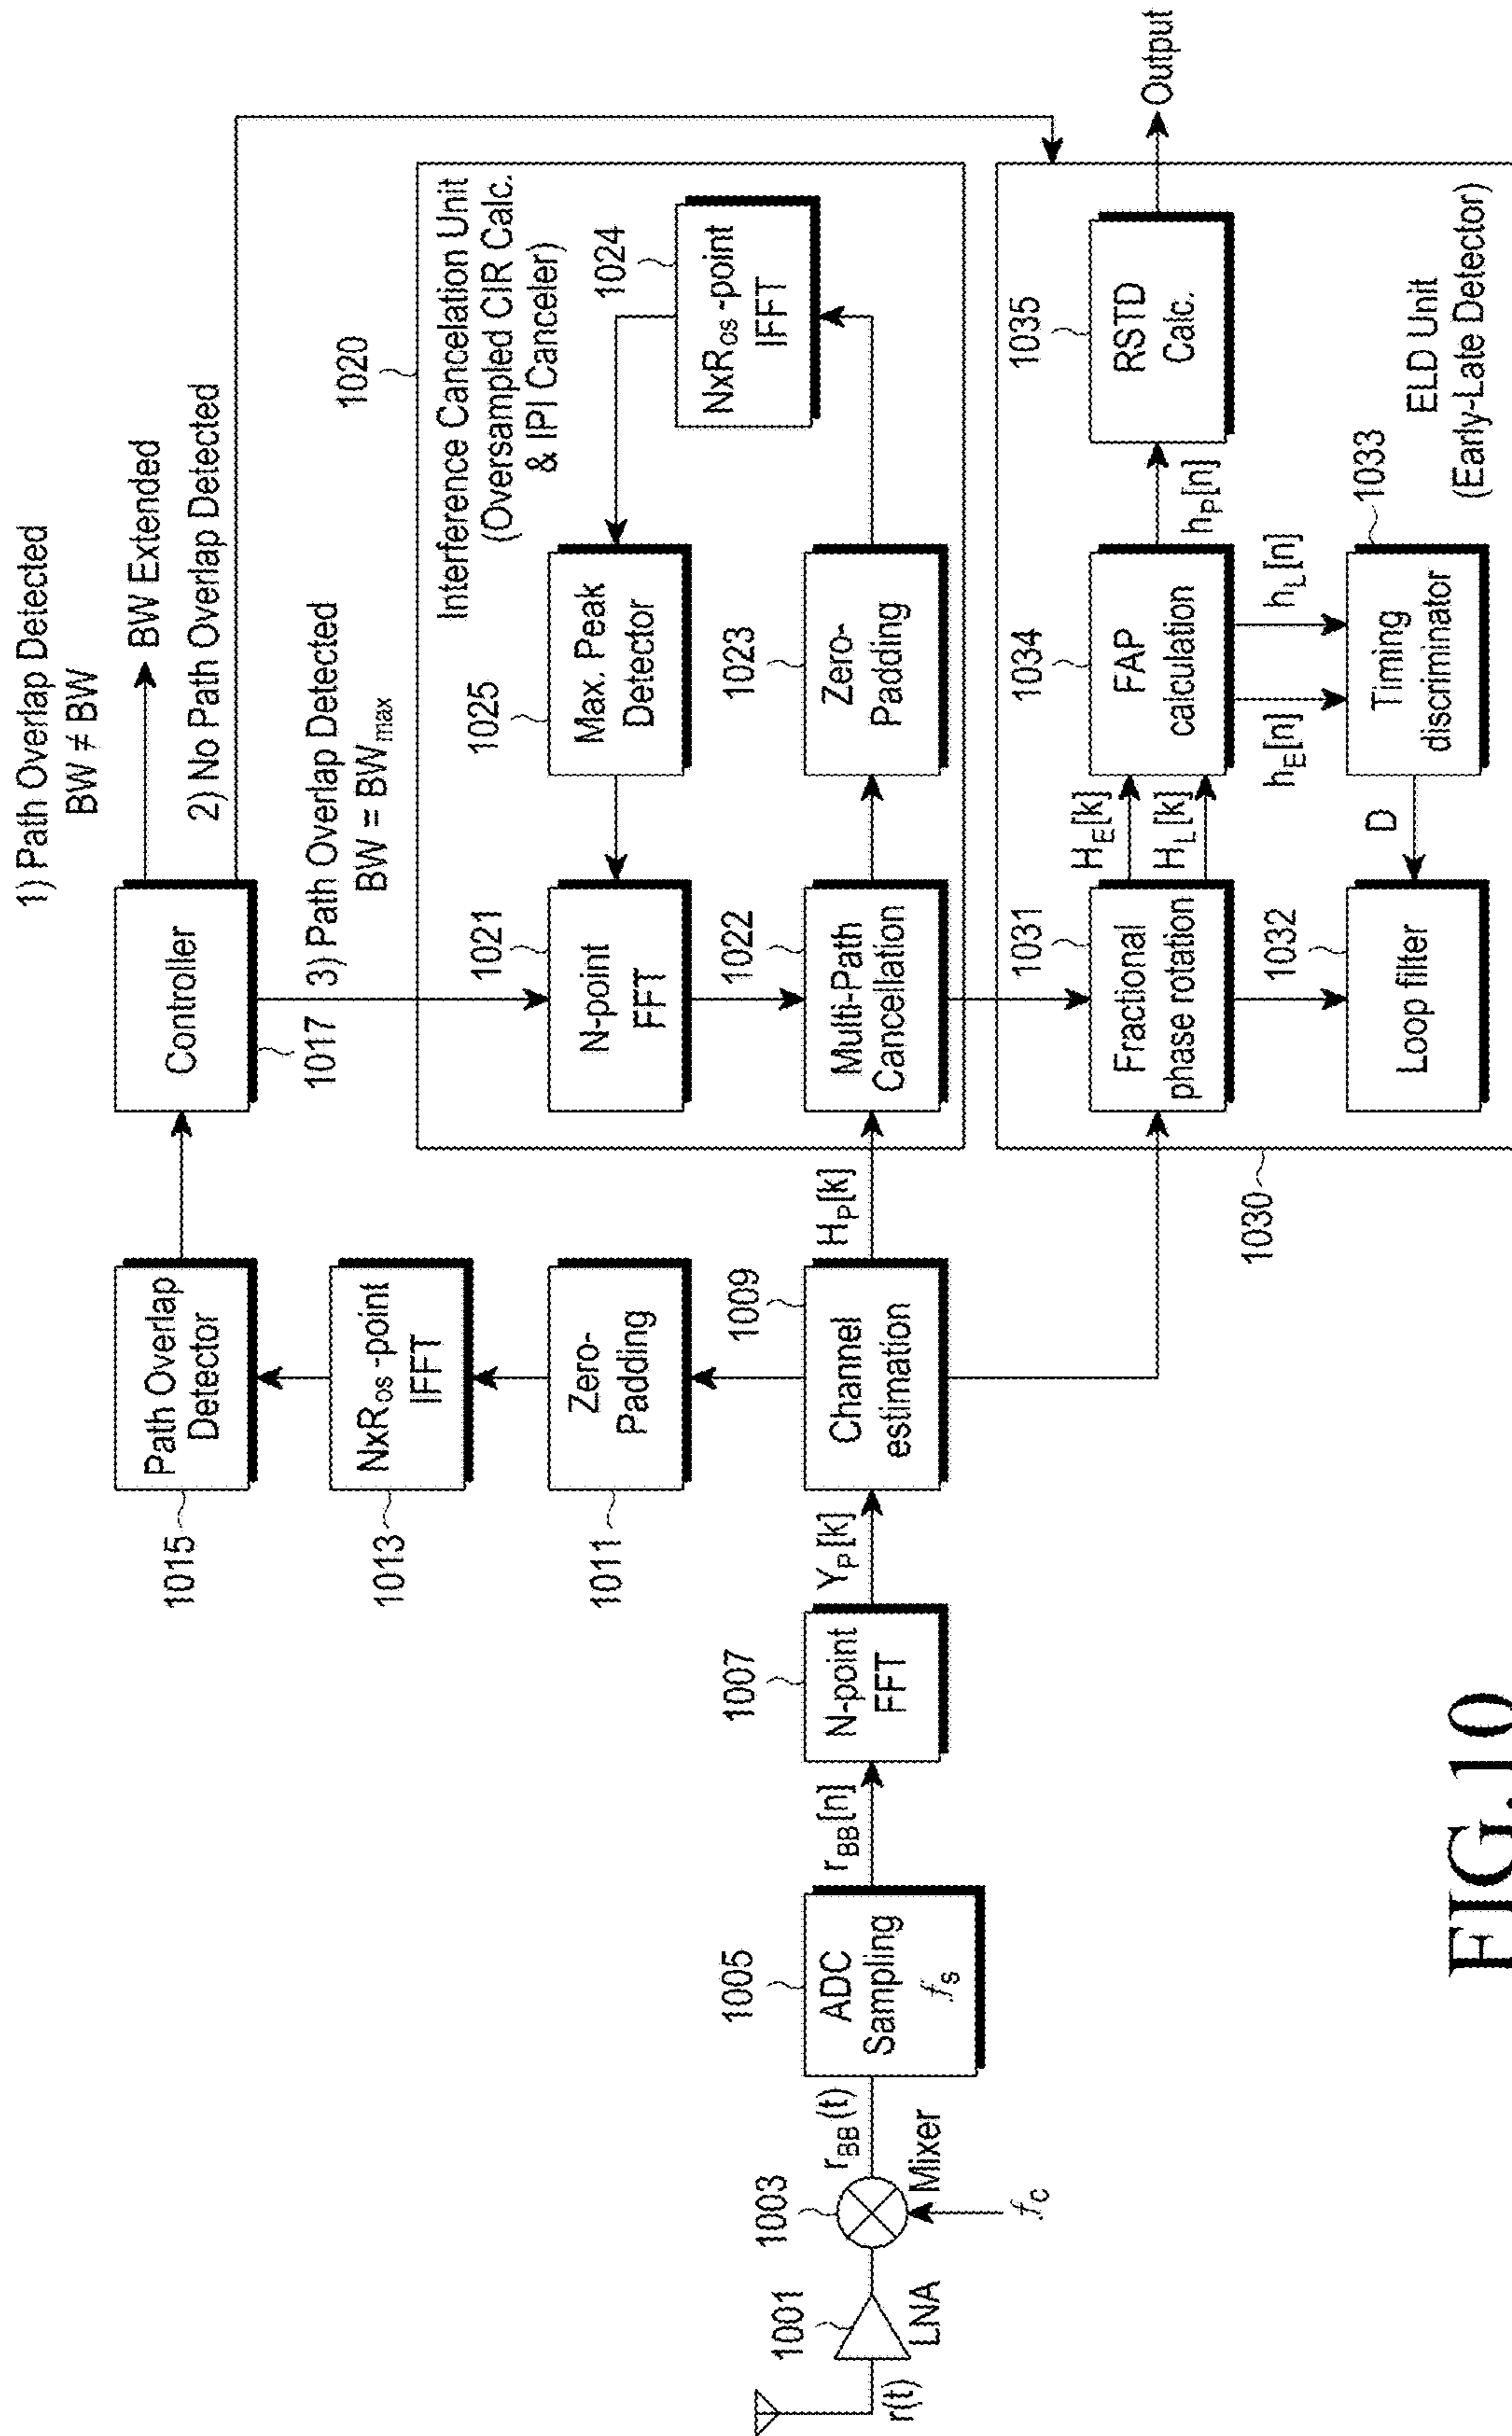 1) Path Overlap Detected
BW ≠ BW
BW Extended
2) No Path Overlap Detected
3) Path Overlap Detected
BW = BWmax
Path Overlap
Detector
1015
Controller
1017
NxROS-point
IFFT
1013
Zero-
Padding
1011
1020
Interference Cancelation Unit
(Oversampled CIR Calc.
& IPI Canceler)
1021
N-point
FFT
1025
Max. Peak
Detector
1024
NxROS-point
IFFT
1022
Multi-Path
Cancellation
1023
Zero-
Padding
r(t)
1001
LNA
1003
Mixer
fc
rBB(t)
1005
ADC
Sampling
fs
rBB[n]
1007
N-point
FFT
YP[k]
1009
Channel
estimation
HP[k]
1030
1031
Fractional
phase rotation
HE[k]
HL[k]
1034
FAP
calculation
hP[n]
1035
RSTD
Calc.
Output
hE[n]
hL[n]
1032
Loop filter
D
1033
Timing
discriminator
ELD Unit
(Early-Late Detector)
FIG.10